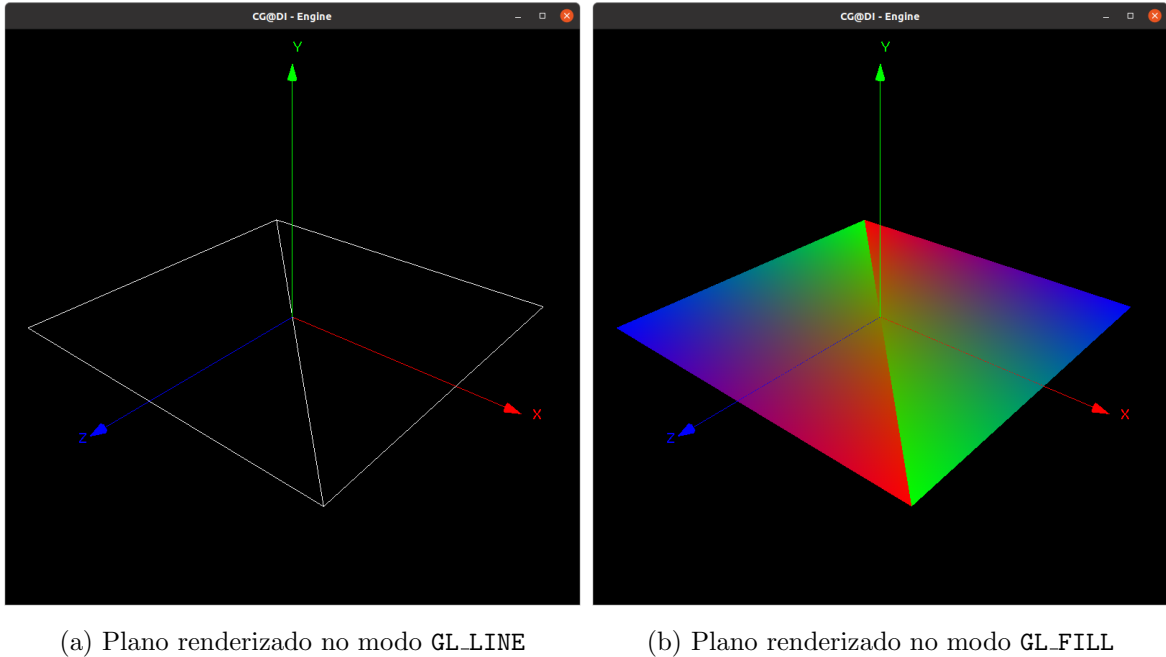 CG@DI - Engine
Y
X
Z
CG@DI - Engine
Y
X
Z
(a) Plano renderizado no modo GL_LINE
(b) Plano renderizado no modo GL_FILL